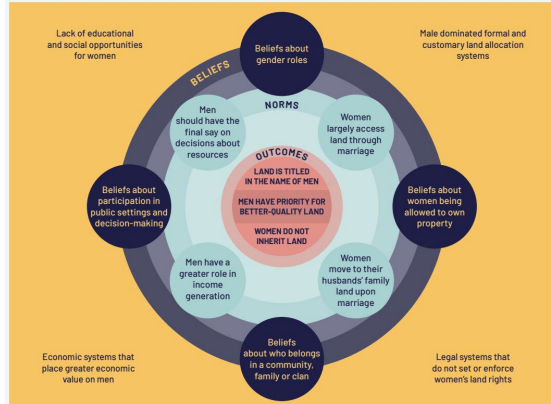 Lack of educational
and social opportunities
for women
Male dominated formal and
customary land allocation
systems
Beliefs about
gender roles
BELIEFS
NORMS
Men
should have the
final say on
decisions about
resources
Women
largely access
land through
marriage
OUTCOMES
LAND IS TITLED
IN THE NAME OF MEN
MEN HAVE PRIORITY FOR
BETTER-QUALITY LAND
WOMEN DO NOT
INHERIT LAND
Beliefs about
participation in
public settings and
decision-making
Beliefs about
women being
allowed to own
property
Men have a
greater role in
income
generation
Women
move to their
husbands' family
land upon
marriage
Beliefs
about who belongs
in a community,
family or clan
Economic systems that
place greater economic
value on men
Legal systems that
do not set or enforce
women's land rights